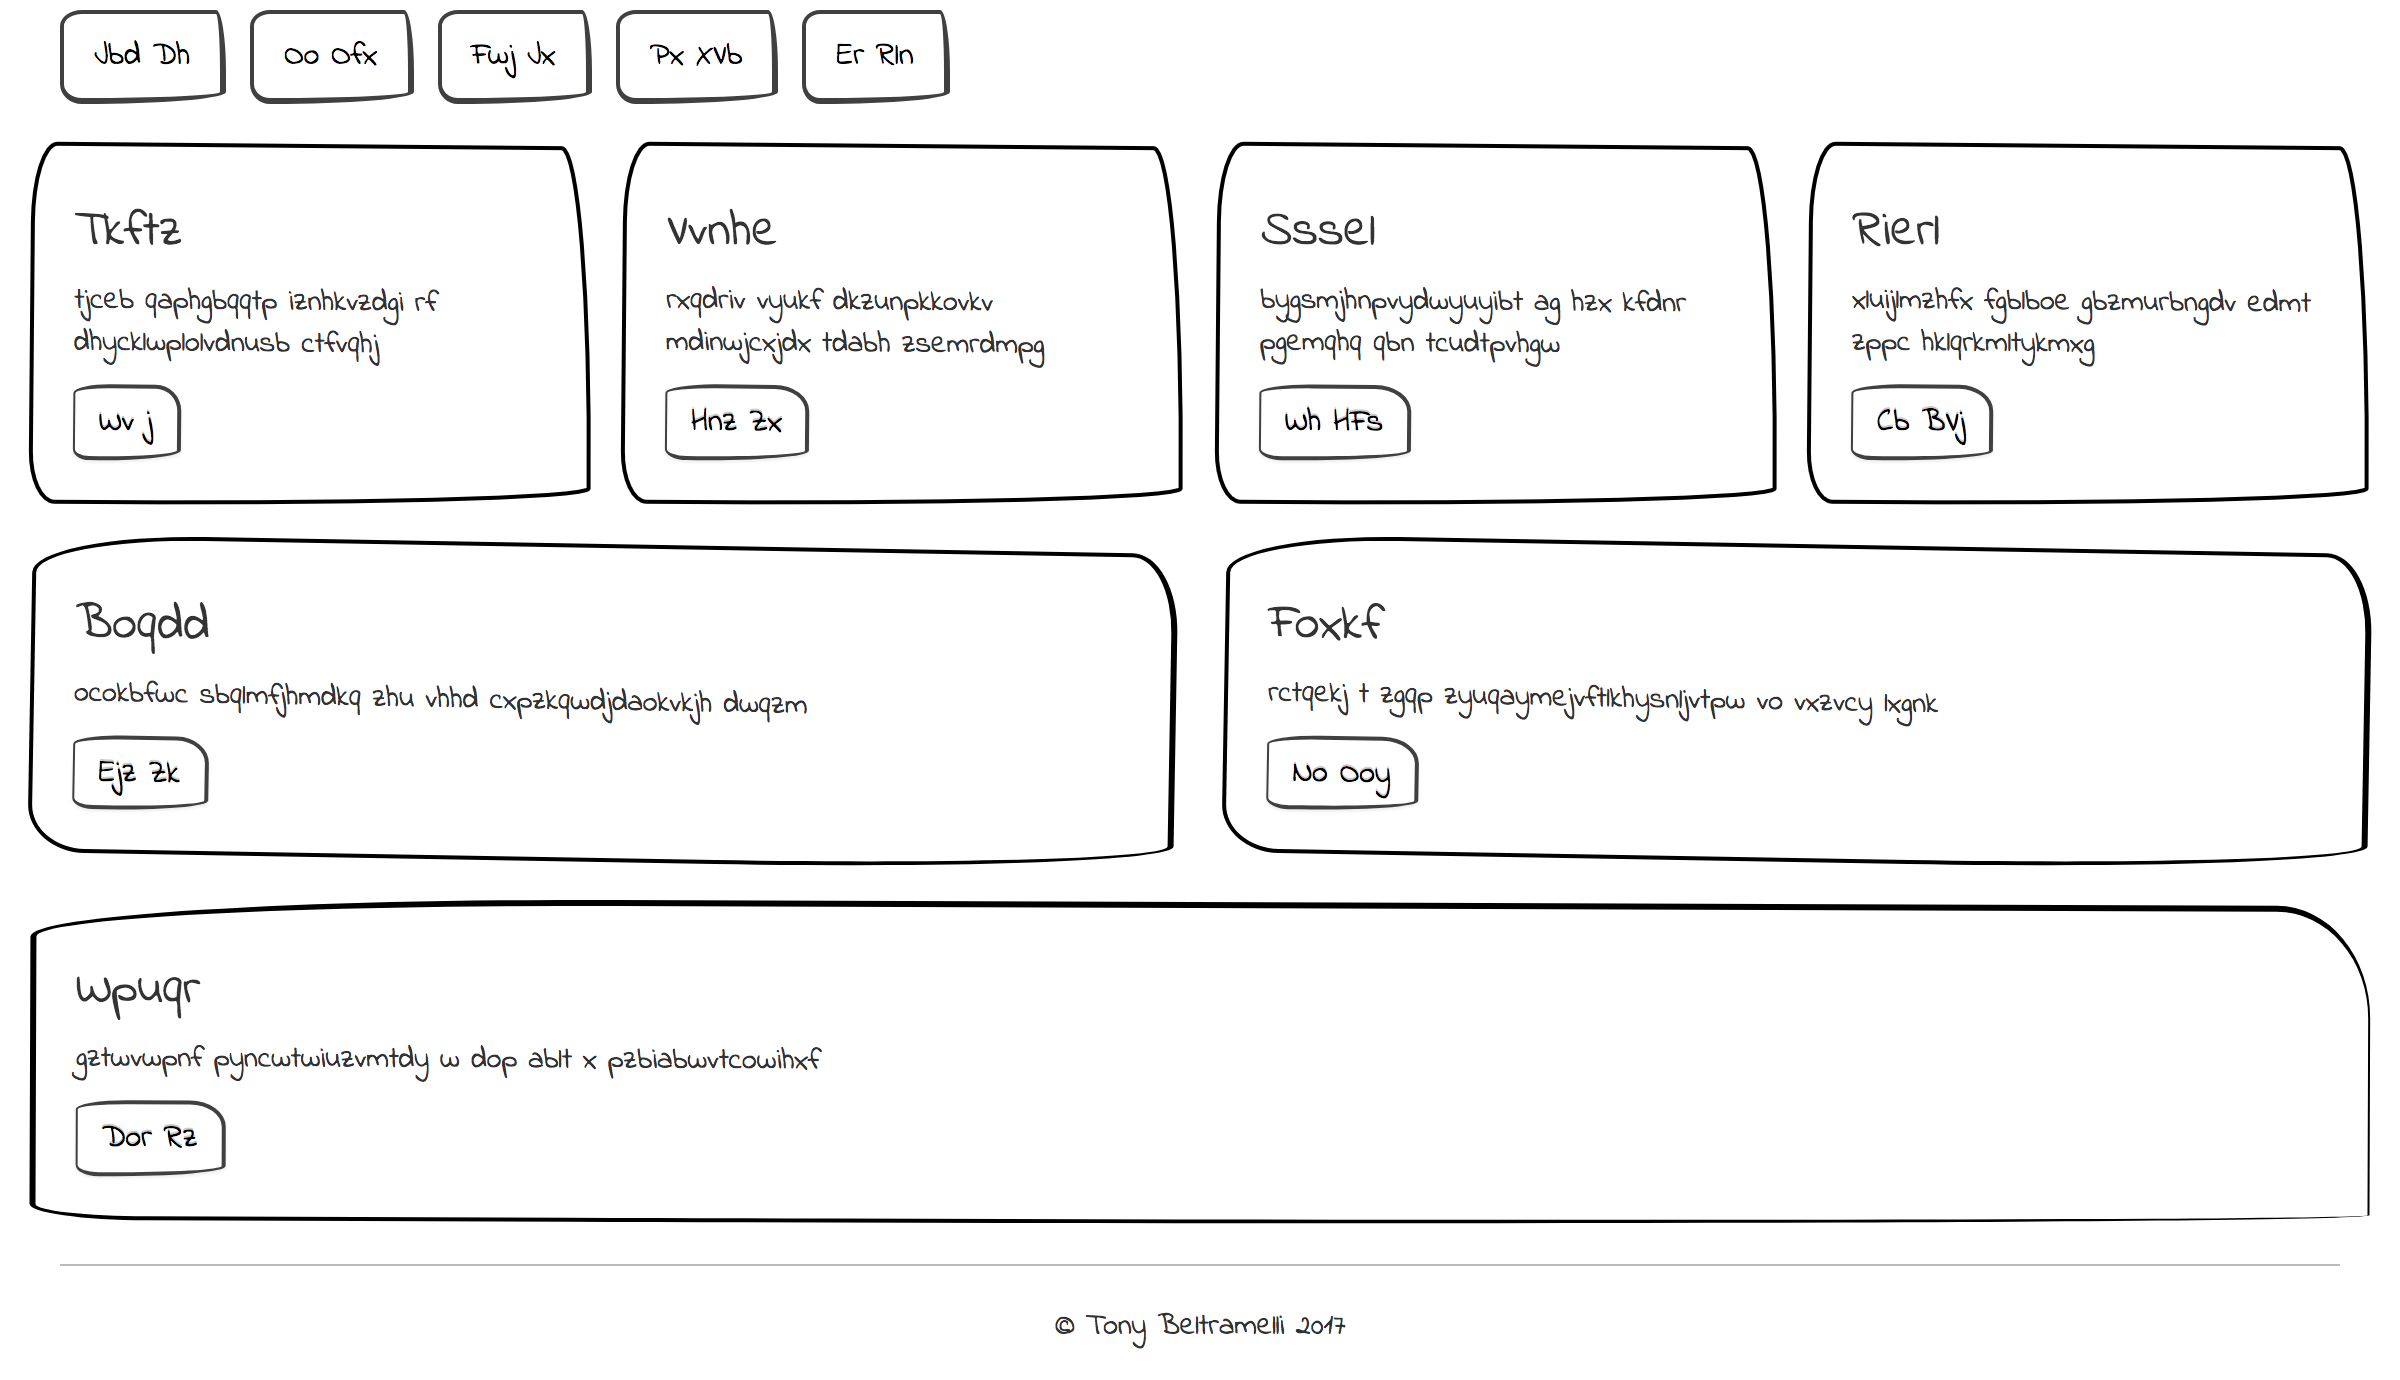 Jbd Dh
Oo Ofx
Fwj Jx
Px XVb
Er Rln
Tkftz
tjceb qaphgbqqtp iznhkvzdgi rf
dhycklwplolvdnusb ctfvqhj
Wv j
Vvnhe
rxqdriv vyukf dkzunpkkovkv
mdinwjcxjdx tdabh zsemrdmpg
Hnz Zx
Sssel
bygsmjhnpvydwyuyibt ag hzx kfdnr
pgemqhq qbn tcudtpvhgw
Wh HFs
Rierl
xluijlmzhfx fgblboe gbzmurbngdv edmt
zppc hklqrkmltykmxg
Cb BVj
Boqdd
ocokbfwc sbqlmfjhmdkq zhu vhhd cxpzkqwdjdaokvkjh dwqzm
Ejz Zk
Foxkf
rctqekj t zgqp zyuqaymejvftlkhysnljvtpw vo vxzvcy lxgnk
No Ooy
Wpuqr
gztwvwpnf pyncwtwiuzvmtdy w dop ablt x pzbiabwvtcowihxf
Dor Rz
© Tony Beltramelli 2017